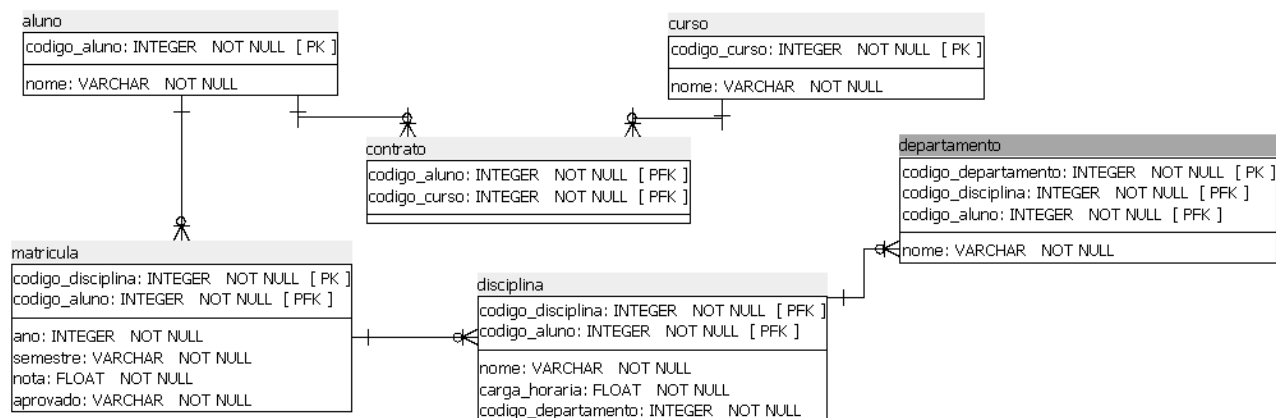 aluno
codigo_aluno: INTEGER NOT NULL [ PK ]
nome: VARCHAR NOT NULL
curso
codigo_curso: INTEGER NOT NULL [ PK ]
nome: VARCHAR NOT NULL
contrato
codigo_aluno: INTEGER NOT NULL [ PFK ]
codigo_curso: INTEGER NOT NULL [ PFK ]
departamento
codigo_departamento: INTEGER NOT NULL [ PK ]
codigo_disciplina: INTEGER NOT NULL [ PFK ]
codigo_aluno: INTEGER NOT NULL [ PFK ]
nome: VARCHAR NOT NULL
matricula
codigo_disciplina: INTEGER NOT NULL [ PK ]
codigo_aluno: INTEGER NOT NULL [ PFK ]
ano: INTEGER NOT NULL
semestre: VARCHAR NOT NULL
nota: FLOAT NOT NULL
aprovado: VARCHAR NOT NULL
disciplina
codigo_disciplina: INTEGER NOT NULL [ PFK ]
codigo_aluno: INTEGER NOT NULL [ PFK ]
nome: VARCHAR NOT NULL
carga_horaria: FLOAT NOT NULL
codigo_departamento: INTEGER NOT NULL